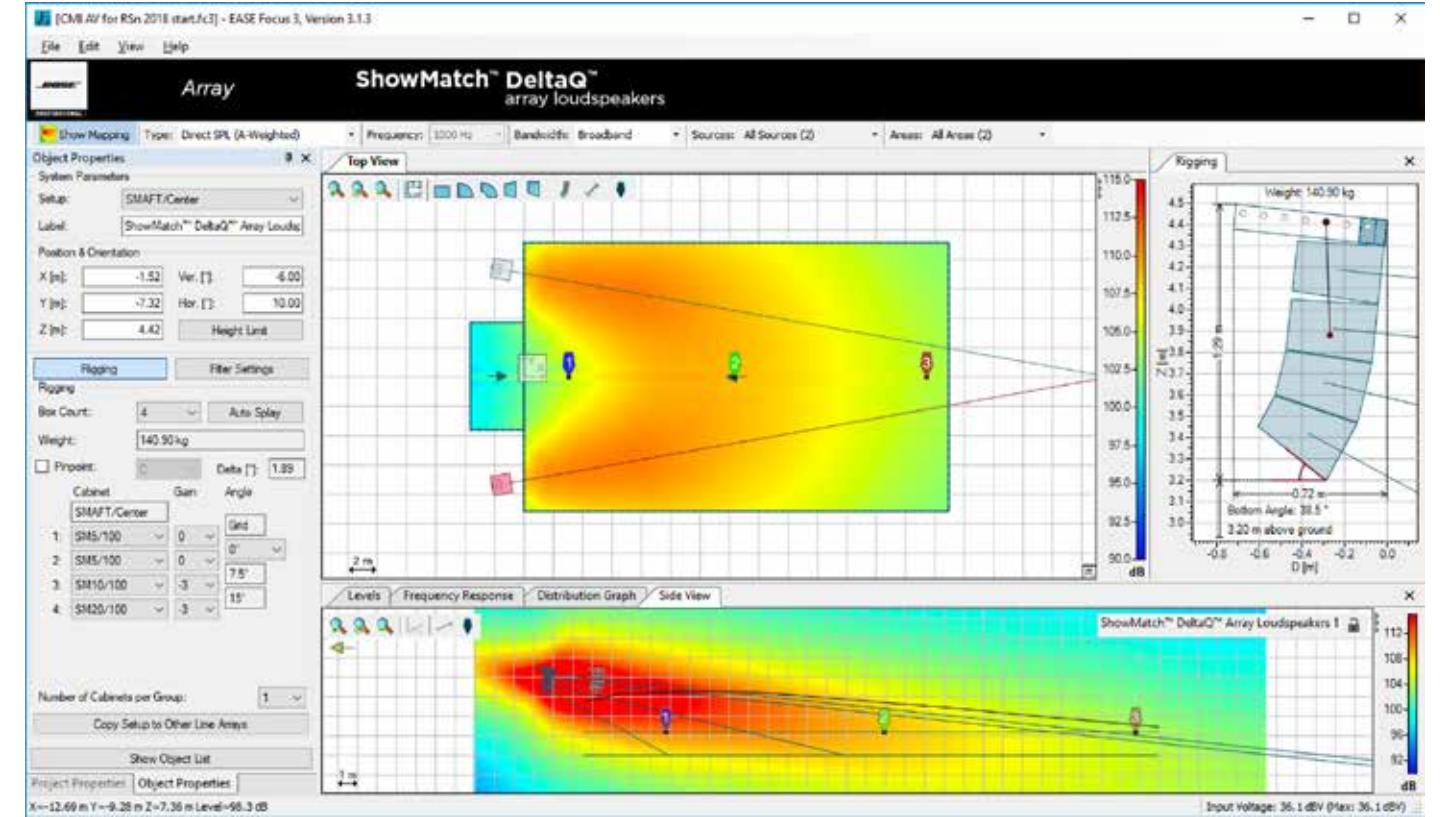 [CMII AV for RSn 2018 start.fc3] - EASE Focus 3, Version 3.1.3
File Edit View Help
BOSE
PROFESSIONAL
Array
ShowMatch™ DeltaQ™
array loudspeakers
Show Mapping Type: Direct SPL (A-Weighted) Frequency: 1000 Hz Bandwidth: Broadband Sources: All Sources (2) Areas: All Areas (2)
Object Properties
System Parameters
Setup: SMAFT/Center
Label: ShowMatch™ DeltaQ™ Array Loudsp
Position & Orientation
X [m]: -1.52 Ver. [°]: -6.00
Y [m]: -7.32 Hor. [°]: 10.00
Z [m]: 4.42 Height Limit
Rigging Filter Settings
Rigging
Box Count: 4 Auto Splay
Weight: 140.90 kg
Pinpoint: 0 Delta [°]: 1.89
Cabinet Gain Angle
SMAFT/Center
Grid
1: SM5/100 0
0°
2: SM5/100 0
7.5°
3: SM10/100 -3
15°
4: SM20/100 -3
Number of Cabinets per Group: 1
Copy Setup to Other Line Arrays
Show Object List
Project Properties Object Properties
Top View
1
2
3
2 m
115.0
112.5
110.0
107.5
105.0
102.5
100.0
97.5
95.0
92.5
90.0
dB
Rigging
Weight: 140.90 kg
4.5
4.4
4.3
4.2
4.1
4.0
3.9
3.8
3.7
3.6
3.5
3.4
3.3
3.2
3.1
3.0
Z [m]
1.29 m
0.72 m
Bottom Angle: 38.5 °
3.20 m above ground
-0.8 -0.6 -0.4 -0.2 0.0
D [m]
Levels Frequency Response Distribution Graph Side View
ShowMatch™ DeltaQ™ Array Loudspeakers 1
1
2
3
1 m
112
108
104
100
96
92
dB
X=-12.69 m Y=-9.28 m Z=7.36 m Level=98.3 dB
Input Voltage: 36.1 dBV (Max: 36.1 dBV)